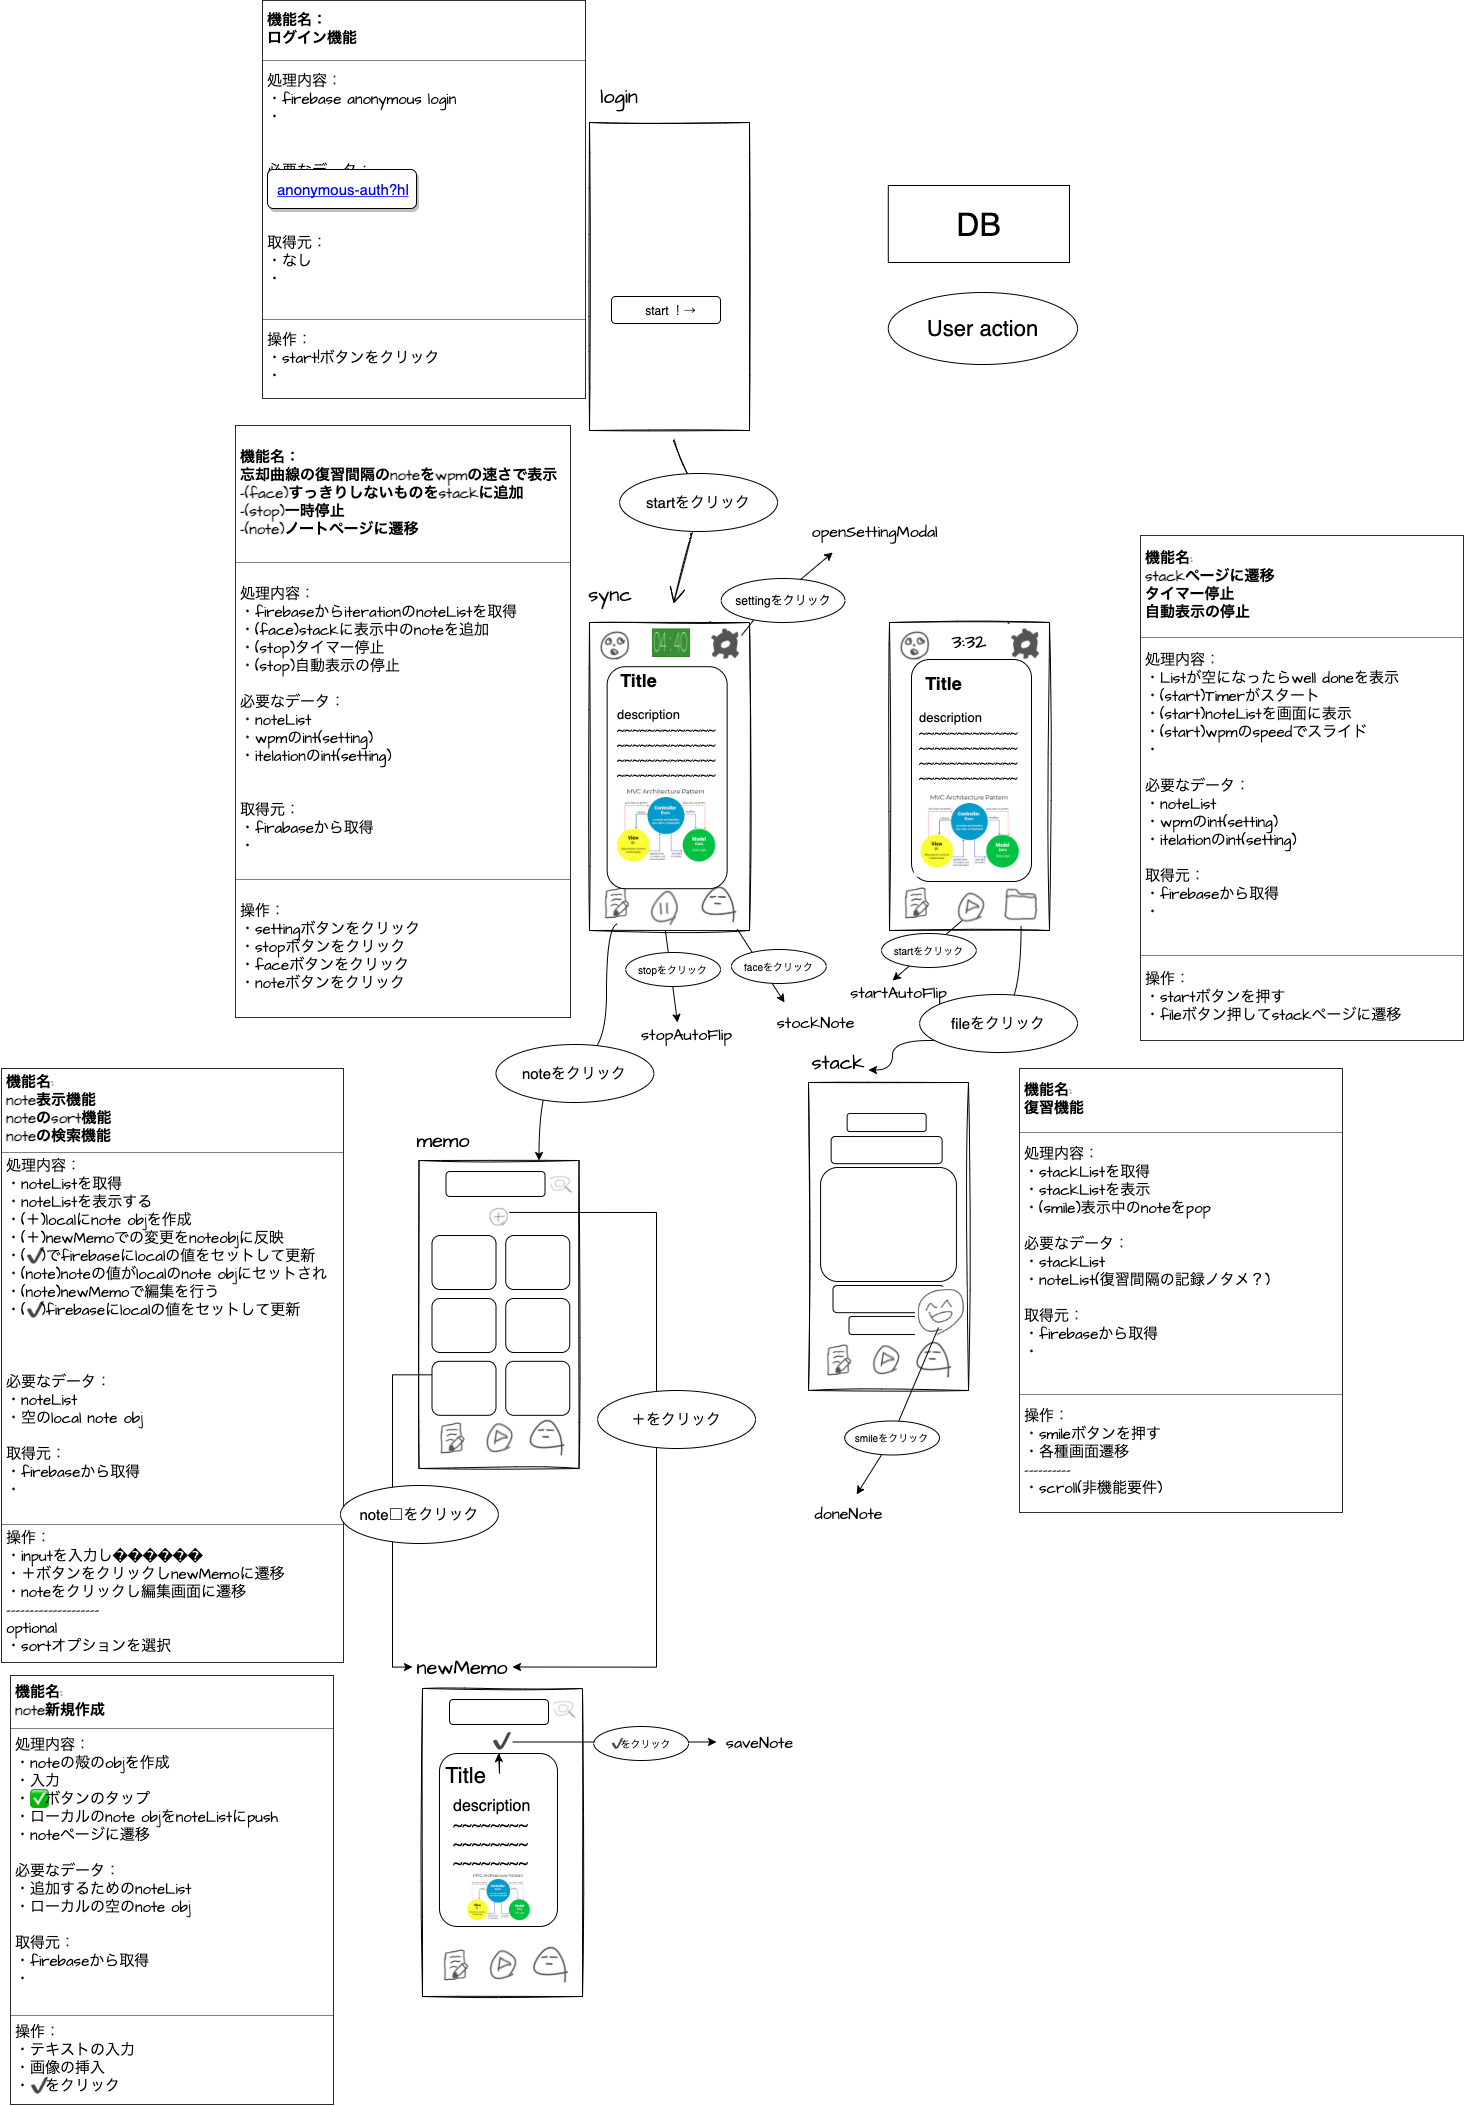 機能名：
ログイン機能
処理内容：
・firebase anonymous login
・
必要なデータ：
anonymous-auth?hl
取得元：
・なし
・
操作：
・start!ボタンをクリック
・
login
start ！→
DB
User action
startをクリック
機能名：
忘却曲線の復習間隔のnoteをwpmの速さで表示
-(face)すっきりしないものをstackに追加
-(stop)一時停止
-(note)ノートページに遷移
処理内容：
・firebaseからiterationのnoteListを取得
・(face)stackに表示中のnoteを追加
・(stop)タイマー停止
・(stop)自動表示の停止
必要なデータ：
・noteList
・wpmのint(setting)
・itelationのint(setting)
取得元：
・firabaseから取得
・
操作：
・settingボタンをクリック
・stopボタンをクリック
・faceボタンをクリック
・noteボタンをクリック
openSettingModal
settingをクリック
sync
04:40
Title
description
~~~~~~~~~~~~~~
~~~~~~~~~~~~~~
~~~~~~~~~~~~~~
~~~~~~~~~~~~~~
MVC Architecture Pattern
Controller
Brain
View
UI
Model
Data
3:32
Title
description
~~~~~~~~~~~~~~
~~~~~~~~~~~~~~
~~~~~~~~~~~~~~
~~~~~~~~~~~~~~
MVC Architecture Pattern
Controller
Brain
View
UI
Model
Data
機能名:
stackページに遷移
タイマー停止
自動表示の停止
処理内容：
・Listが空になったらwell doneを表示
・(start)Timerがスタート
・(start)noteListを画面に表示
・(start)wpmのspeedでスライド
・
必要なデータ：
・noteList
・wpmのint(setting)
・itelationのint(setting)
取得元：
・firebaseから取得
・
操作：
・startボタンを押す
・fileボタン押してstackページに遷移
stopをクリック
faceをクリック
startをクリック
stopAutoFlip
stockNote
startAutoFlip
fileをクリック
noteをクリック
機能名:
note表示機能
noteのsort機能
noteの検索機能
処理内容：
・noteListを取得
・noteListを表示する
・(＋)localにnote objを作成
・(＋)newMemoでの変更をnoteobjに反映
・(✔)でfirebaseにlocalの値をセットして更新
・(note)noteの値がlocalのnote objにセットされ
・(note)newMemoで編集を行う
・(✔)firebaseにlocalの値をセットして更新
必要なデータ：
・noteList
・空のlocal note obj
取得元：
・firebaseから取得
・
操作：
・inputを入力し������
・＋ボタンをクリックしnewMemoに遷移
・noteをクリックし編集画面に遷移
--------------------
optional
・sortオプションを選択
memo
＋をクリック
note□をクリック
stack
smileをクリック
doneNote
機能名:
復習機能
処理内容：
・stackListを取得
・stackListを表示
・(smile)表示中のnoteをpop
必要なデータ：
・stackList
・noteList(復習間隔の記録ノタメ？)
取得元：
・firebaseから取得
・
操作：
・smileボタンを押す
・各種画面遷移
----------
・scroll(非機能要件)
機能名:
note新規作成
処理内容：
・noteの殻のobjを作成
・入力
・✅ボタンのタップ
・ローカルのnote objをnoteListにpush
・noteページに遷移
必要なデータ：
・追加するためのnoteList
・ローカルの空のnote obj
取得元：
・firebaseから取得
・
操作：
・テキストの入力
・画像の挿入
・✔をクリック
newMemo
✔をクリック
saveNote
Title
description
~~~~~~~~
~~~~~~~~
~~~~~~~~
MVC Architecture Pattern
Controller
View
Model